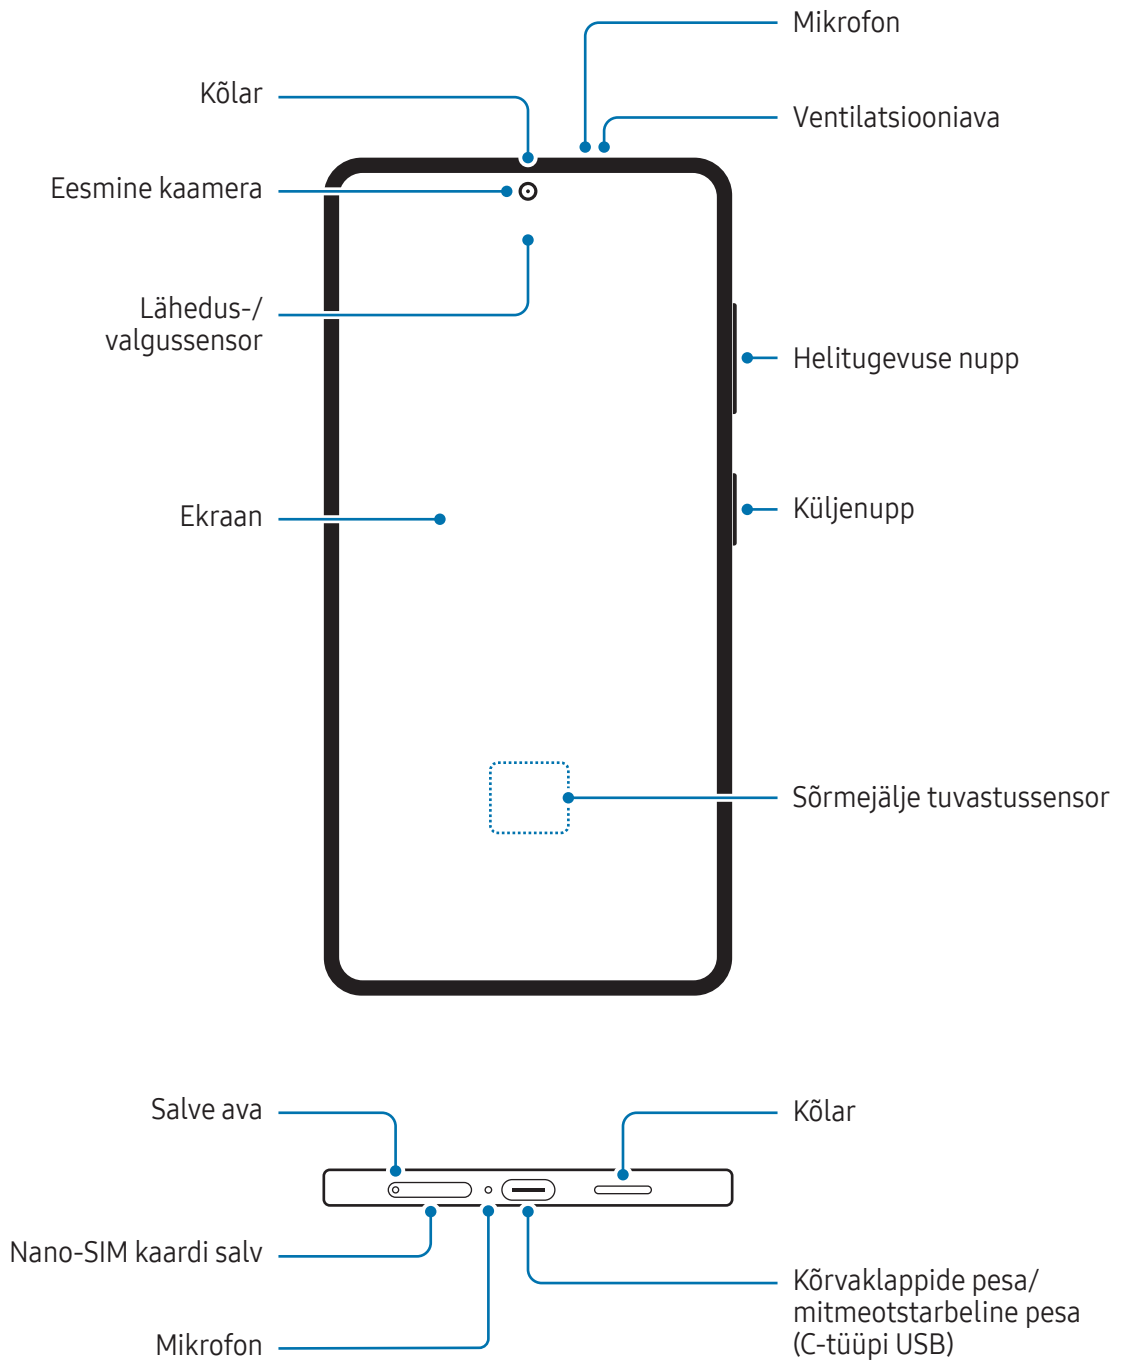 Mikrofon
Kõlar
Ventilatsiooniava
Eesmine kaamera
Lähedus-/
valgussensor
Helitugevuse nupp
Ekraan
Küljenupp
Sõrmejälje tuvastussensor
Salve ava
Kõlar
Nano-SIM kaardi salv
Kõrvaklappide pesa/
mitmeotstarbeline pesa
(C-tüüpi USB)
Mikrofon